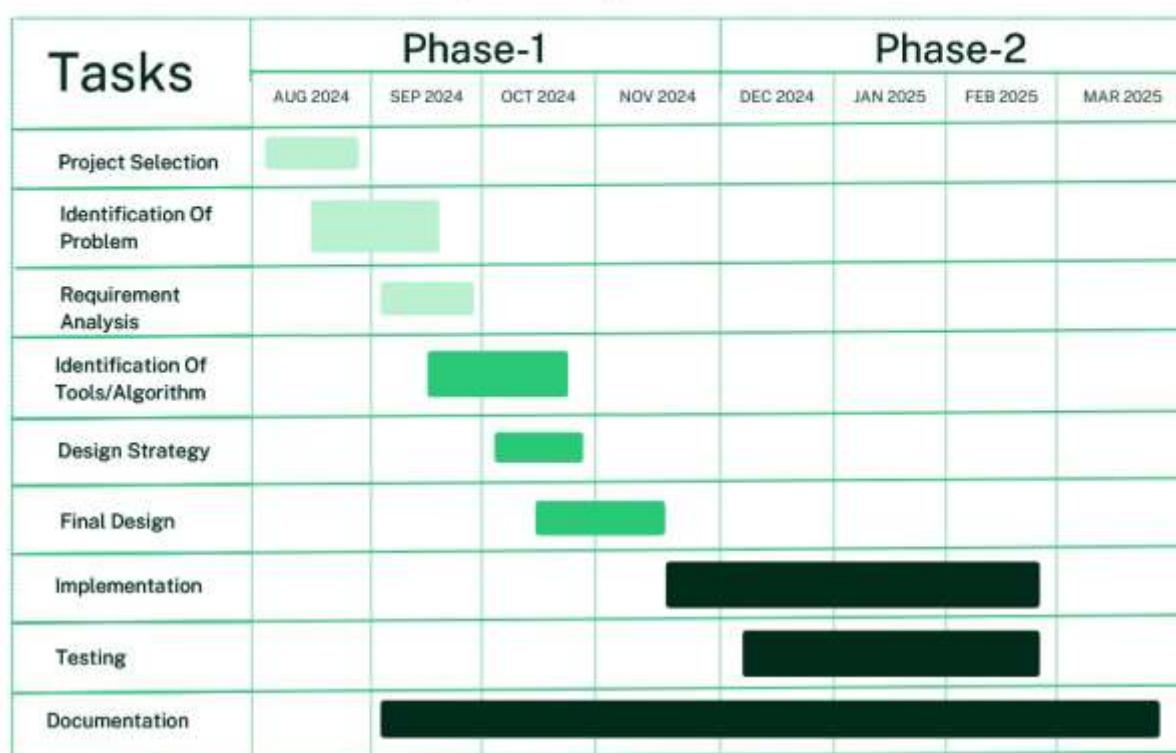 Tasks
Phase-1
Phase-2
AUG 2024
SEP 2024
OCT 2024
NOV 2024
DEC 2024
JAN 2025
FEB 2025
MAR 2025
Project Selection
Identification Of
Problem
Requirement
Analysis
Identification Of
Tools/Algorithm
Design Strategy
Final Design
Implementation
Testing
Documentation